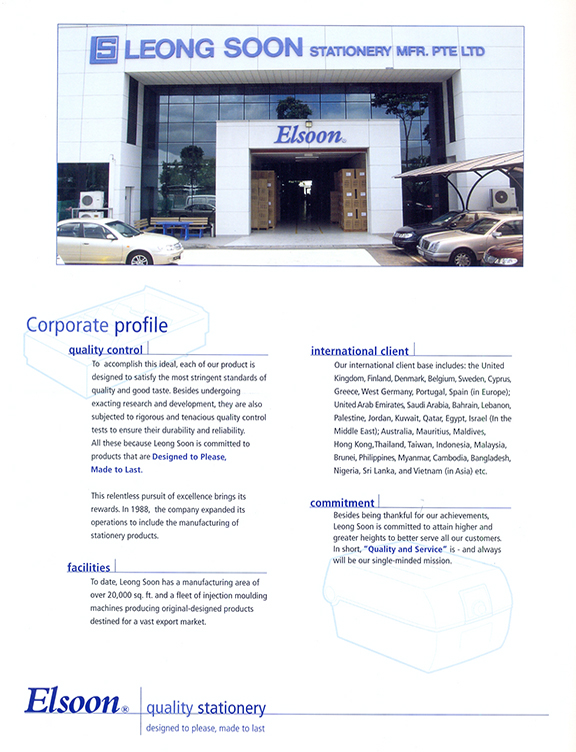 LEONG SOON STATIONERY MFR. PTE LTD
Elsoon®
Corporate profile
quality control
To accomplish this ideal, each of our product is
designed to satisfy the most stringent standards of
quality and good taste. Besides undergoing
exacting research and development, they are also
subjected to rigorous and tenacious quality control
tests to ensure their durability and reliability.
All these because Leong Soon is committed to
products that are Designed to Please,
Made to Last.
This relentless pursuit of excellence brings its
rewards. In 1988, the company expanded its
operations to include the manufacturing of
stationery products.
facilities
To date, Leong Soon has a manufacturing area of
over 20,000 sq. ft. and a fleet of injection moulding
machines producing original-designed products
destined for a vast export market.
international client
Our international client base includes: the United
Kingdom, Finland, Denmark, Belgium, Sweden, Cyprus,
Greece, West Germany, Portugal, Spain (in Europe);
United Arab Emirates, Saudi Arabia, Bahrain, Lebanon,
Palestine, Jordan, Kuwait, Qatar, Egypt, Israel (In the
Middle East); Australia, Mauritius, Maldives,
Hong Kong,Thailand, Taiwan, Indonesia, Malaysia,
Brunei, Philippines, Myanmar, Cambodia, Bangladesh,
Nigeria, Sri Lanka, and Vietnam (in Asia) etc.
commitment
Besides being thankful for our achievements,
Leong Soon is committed to attain higher and
greater heights to better serve all our customers.
In short, "Quality and Service" is - and always
will be our single-minded mission.
Elsoon® quality stationery
designed to please, made to last